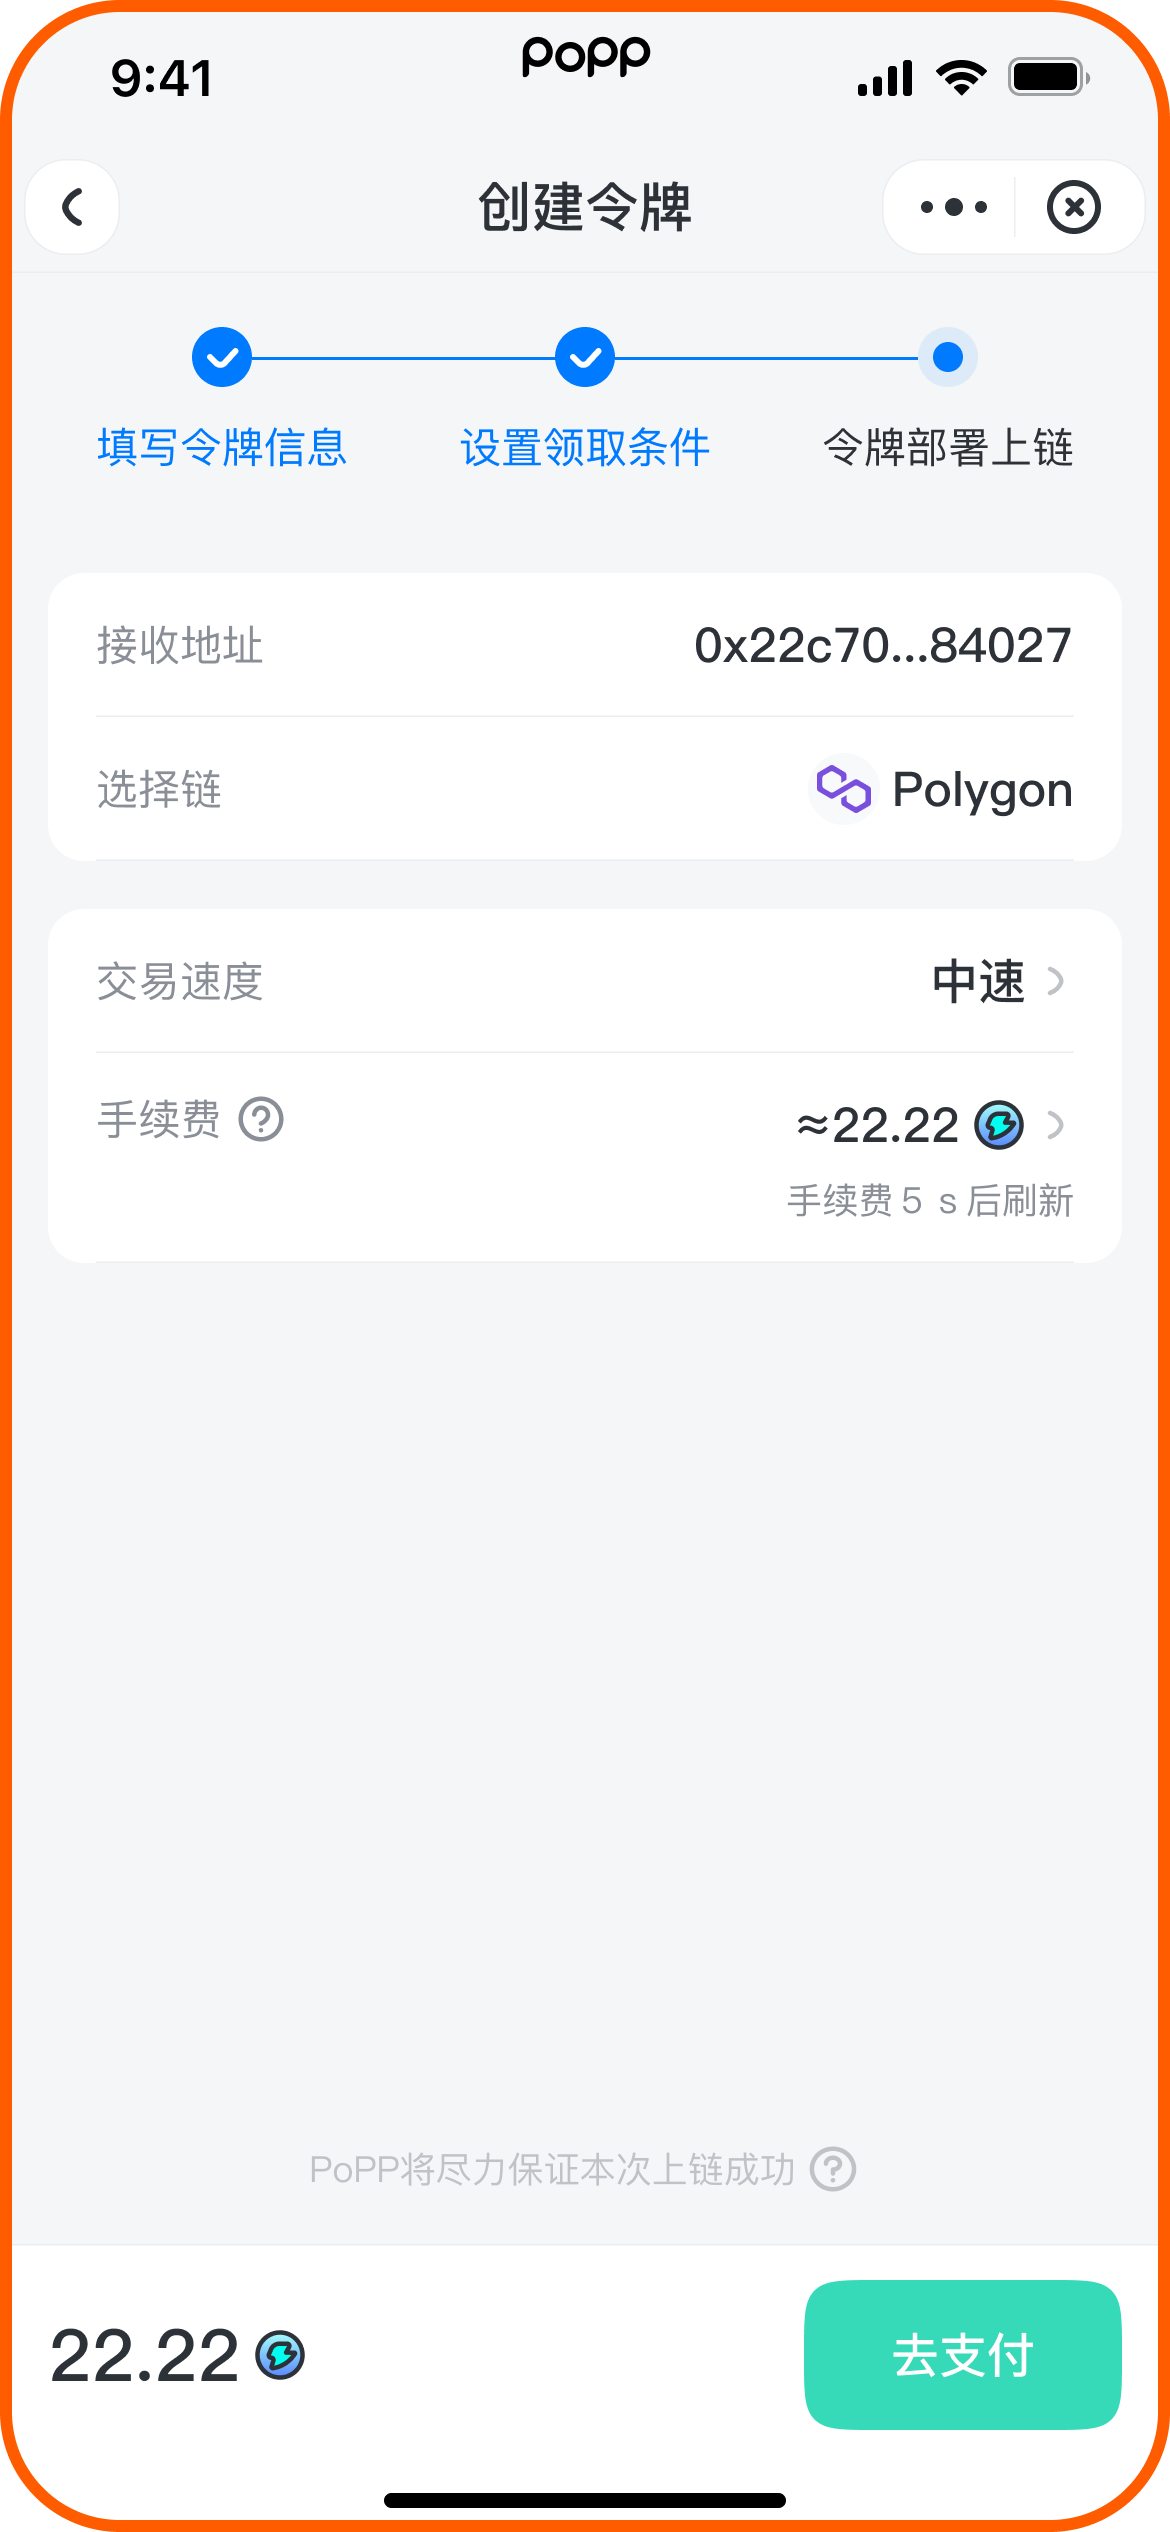 9:41
PoPP
创建令牌
填写令牌信息
设置领取条件
令牌部署上链
接收地址
0x22c70...84027
选择链
Polygon
交易速度
中速
手续费
≈22.22
手续费 5 s 后刷新
PoPP将尽力保证本次上链成功
22.22
去支付